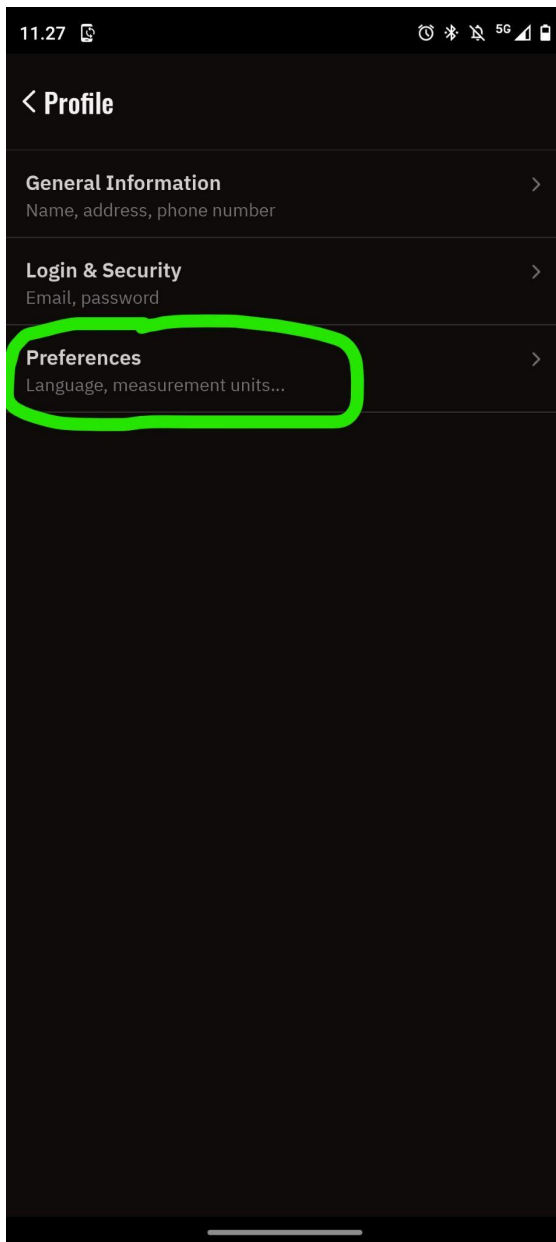 11.27
5G
Profile
General Information
Name, address, phone number
Login & Security
Email, password
Preferences
Language, measurement units...